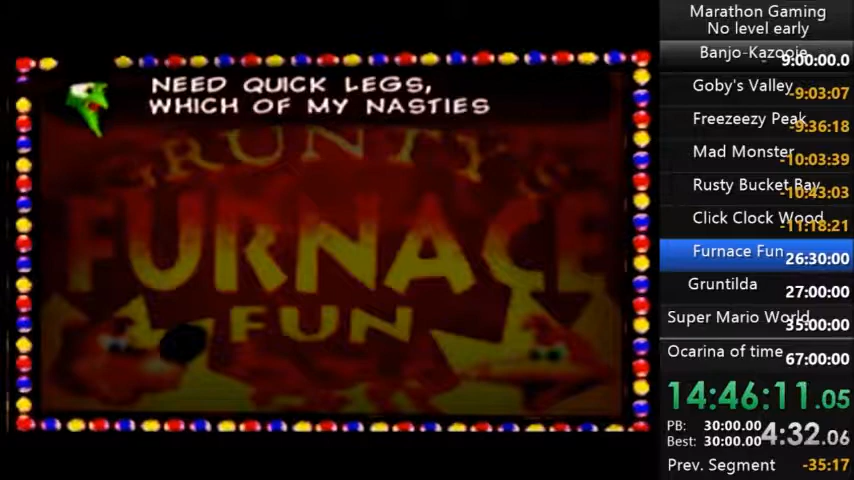 NEED QUICK LEGS,
WHICH OF MY NASTIES
GRUNTY'S
FURNACE
FUN
Marathon Gaming
No level early
Banjo-Kazooie 9:00:00.0
Goby's Valley -9:03:07
Freezeezy Peak -9:36:18
Mad Monster -10:03:39
Rusty Bucket Bay -10:43:03
Click Clock Wood -11:18:21
Furnace Fun 26:30:00
Gruntilda 27:00:00
Super Mario World 35:00:00
Ocarina of time 67:00:00
14:46:11.05
PB: 30:00.00
Best: 30:00.00
4:32.06
Prev. Segment -35:17